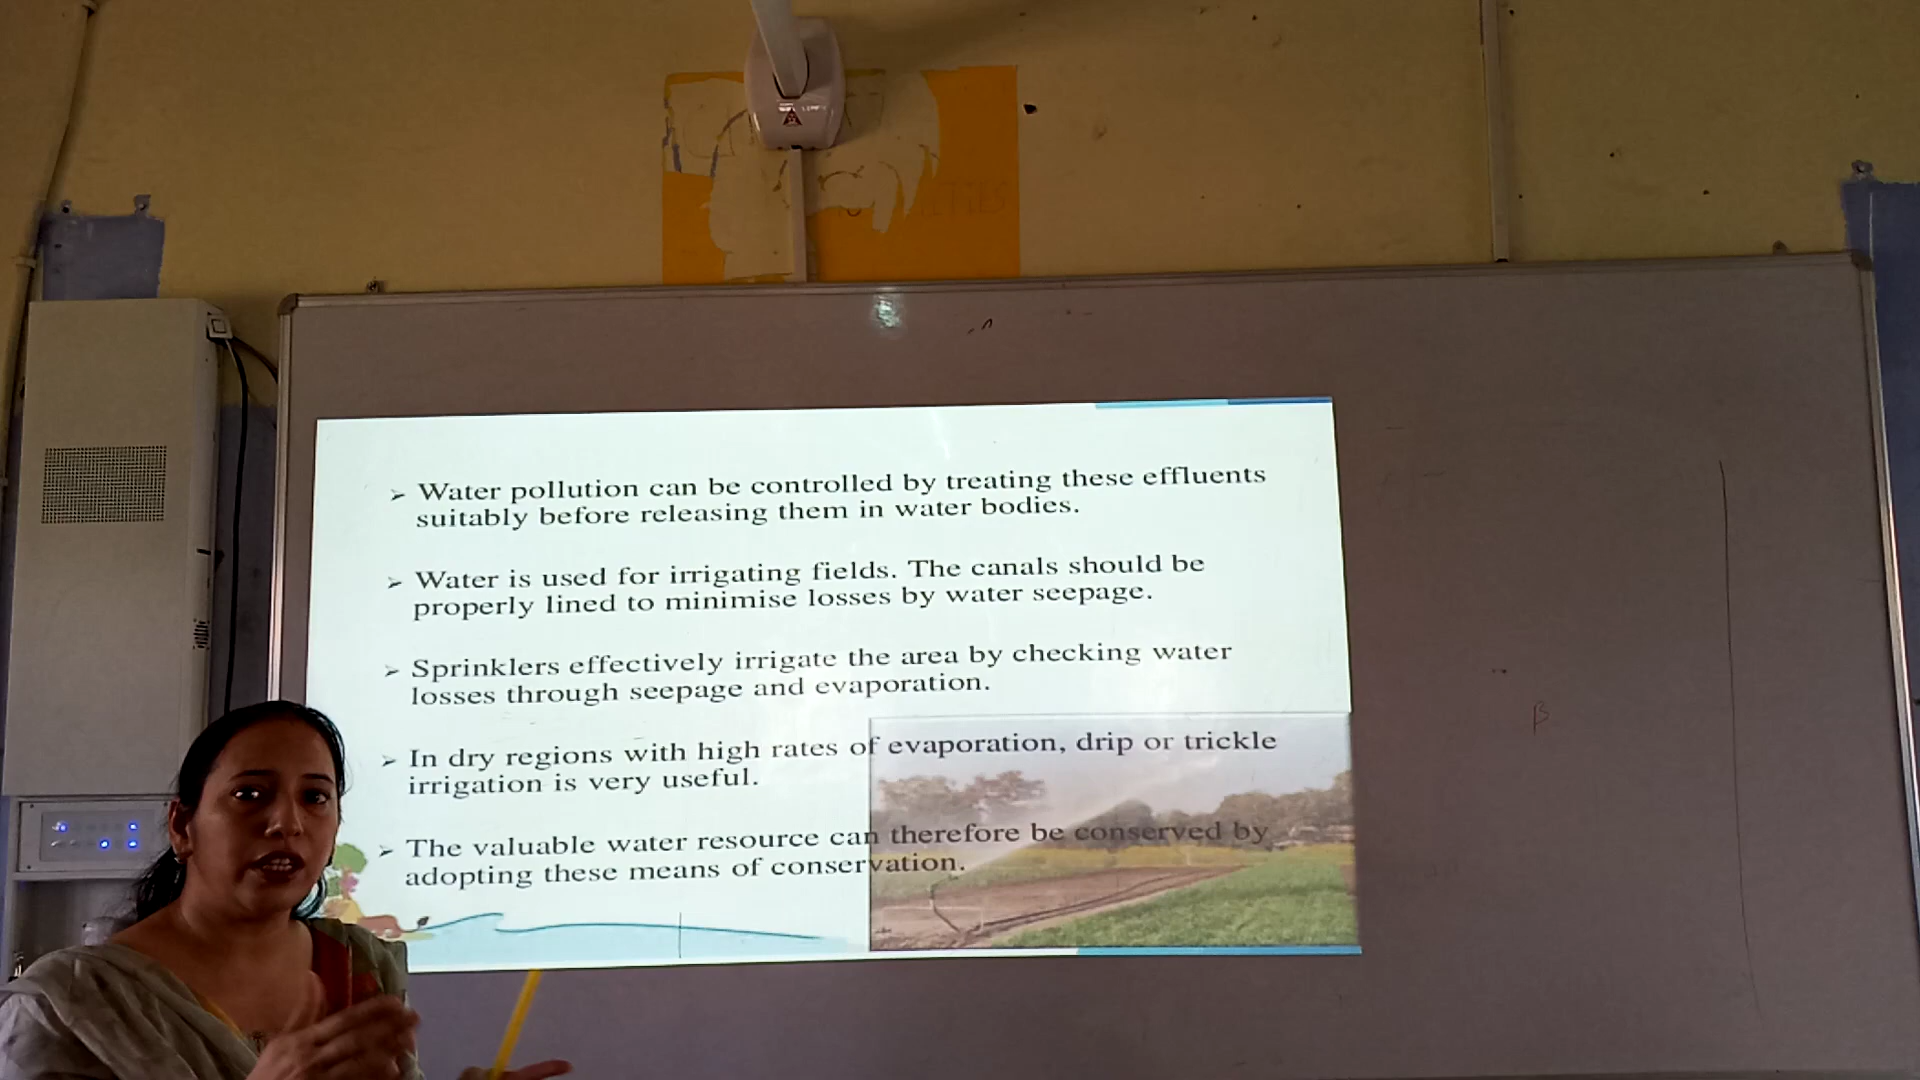 ITIES
➢ Water pollution can be controlled by treating these effluents
suitably before releasing them in water bodies.
➢ Water is used for irrigating fields. The canals should be
properly lined to minimise losses by water seepage.
➢ Sprinklers effectively irrigate the area by checking water
losses through seepage and evaporation.
➢ In dry regions with high rates of evaporation, drip or trickle
irrigation is very useful.
➢ The valuable water resource can therefore be conserved by
adopting these means of conservation.
β